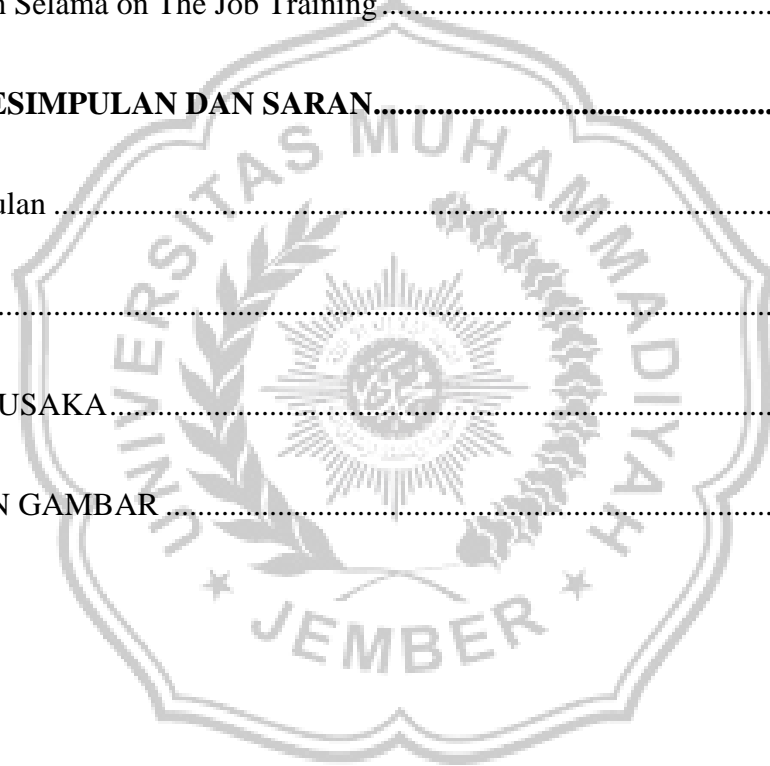 n Selama on The Job Training
ESIMPULAN DAN SARAN
ulan
USAKA
N GAMBAR
UNIVERSITAS MUHAMMADIYAH
JEMBER